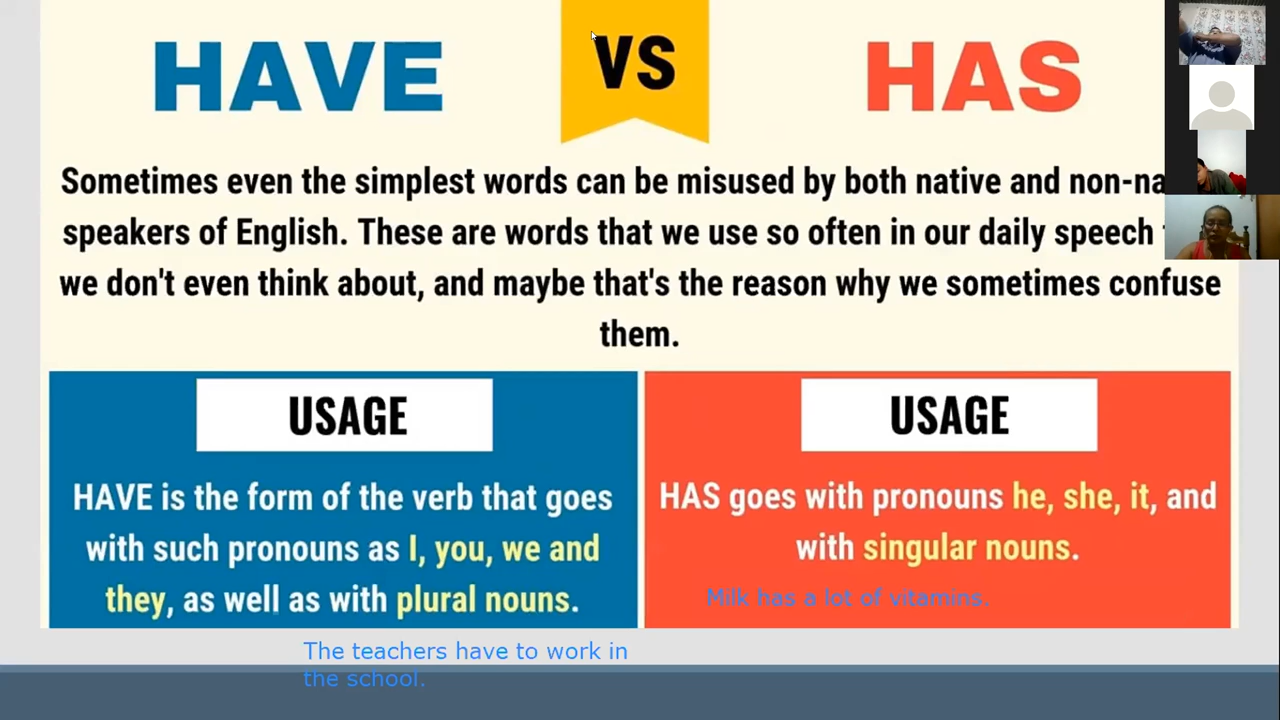 HAVE VS HAS
Sometimes even the simplest words can be misused by both native and non-na
speakers of English. These are words that we use so often in our daily speech
we don't even think about, and maybe that's the reason why we sometimes confuse
them.
USAGE
HAVE is the form of the verb that goes
with such pronouns as I, you, we and
they, as well as with plural nouns.
The teachers have to work in
the school.
USAGE
HAS goes with pronouns he, she, it, and
with singular nouns.
Milk has a lot of vitamins.